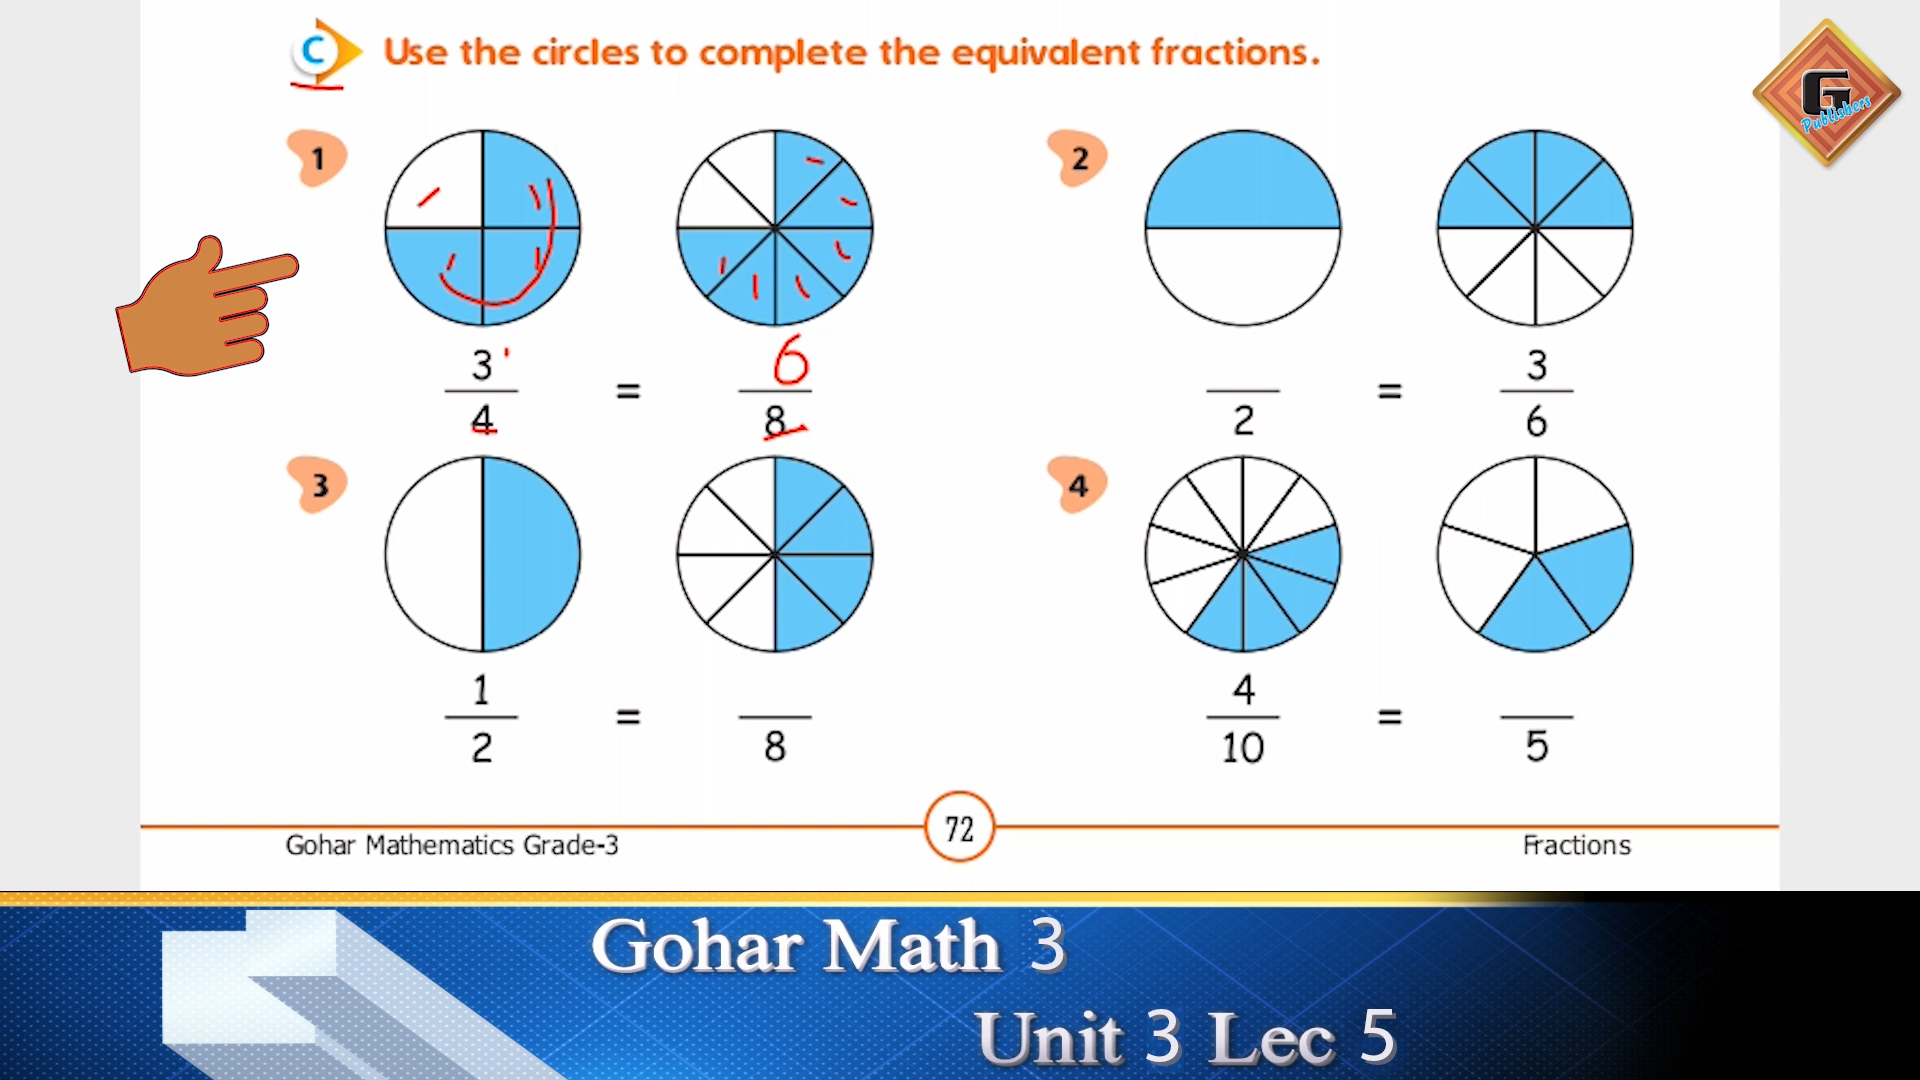 C Use the circles to complete the equivalent fractions.
G
Publishers
1
2
3 = 6
4 8
= 3
2 6
3
4
1 =
2 8
4 =
10 5
72
Gohar Mathematics Grade-3
Fractions
Gohar Math 3
Unit 3 Lec 5